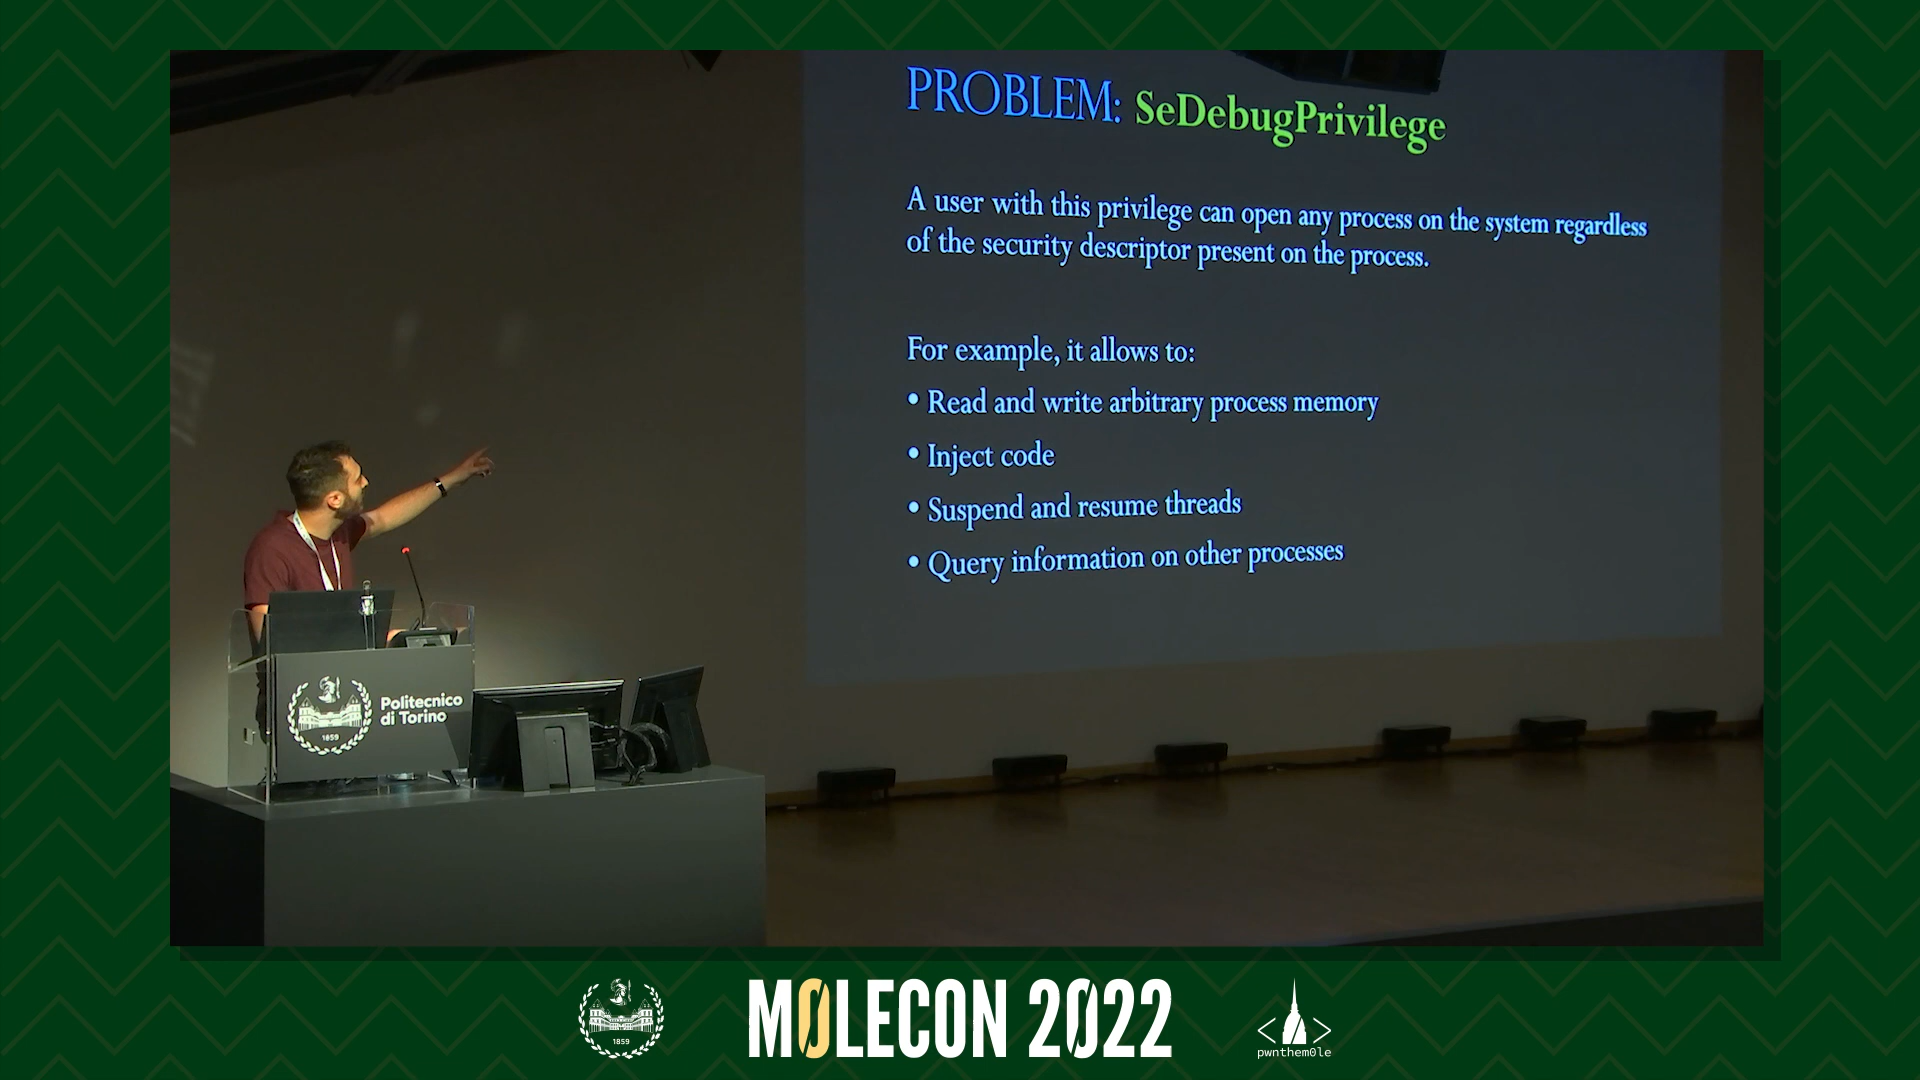 PROBLEM: SeDebugPrivilege
A user with this privilege can open any process on the system regardless
of the security descriptor present on the process.
For example, it allows to:
• Read and write arbitrary process memory
• Inject code
• Suspend and resume threads
• Query information on other processes
Politecnico
di Torino
1859
1859
MØLECON 2022
pwnthem0le